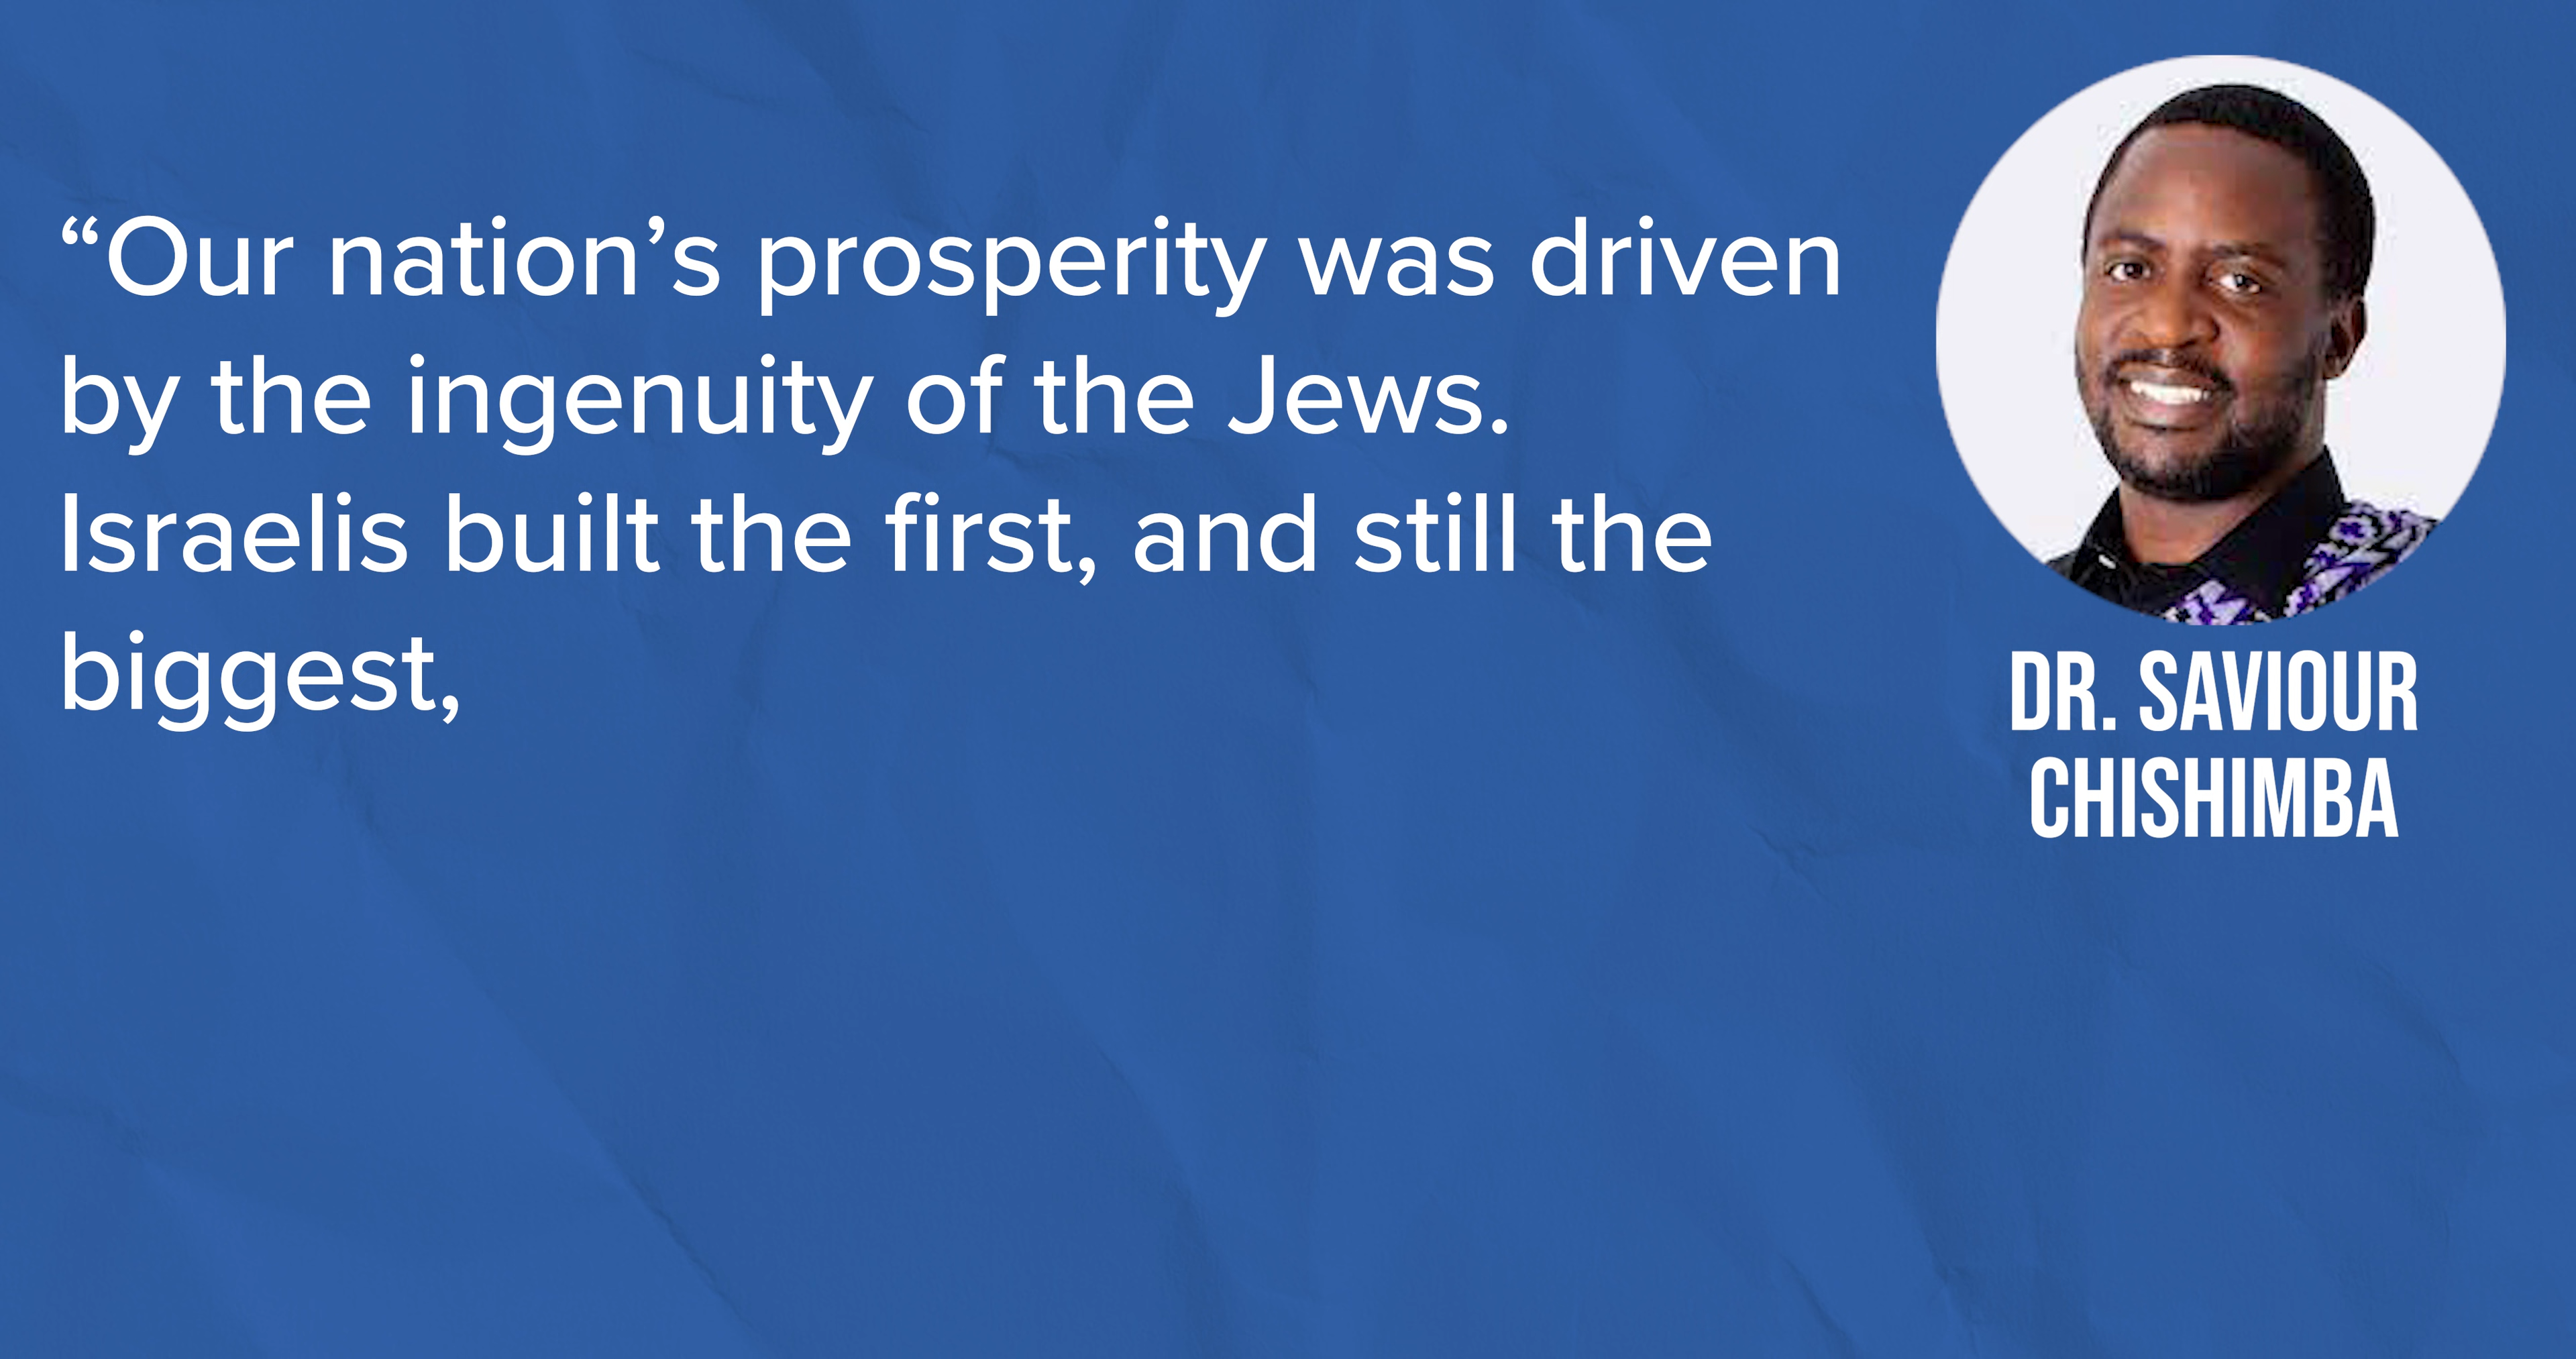 “Our nation’s prosperity was driven
by the ingenuity of the Jews.
Israelis built the first, and still the
biggest,
DR. SAVIOUR
CHISHIMBA